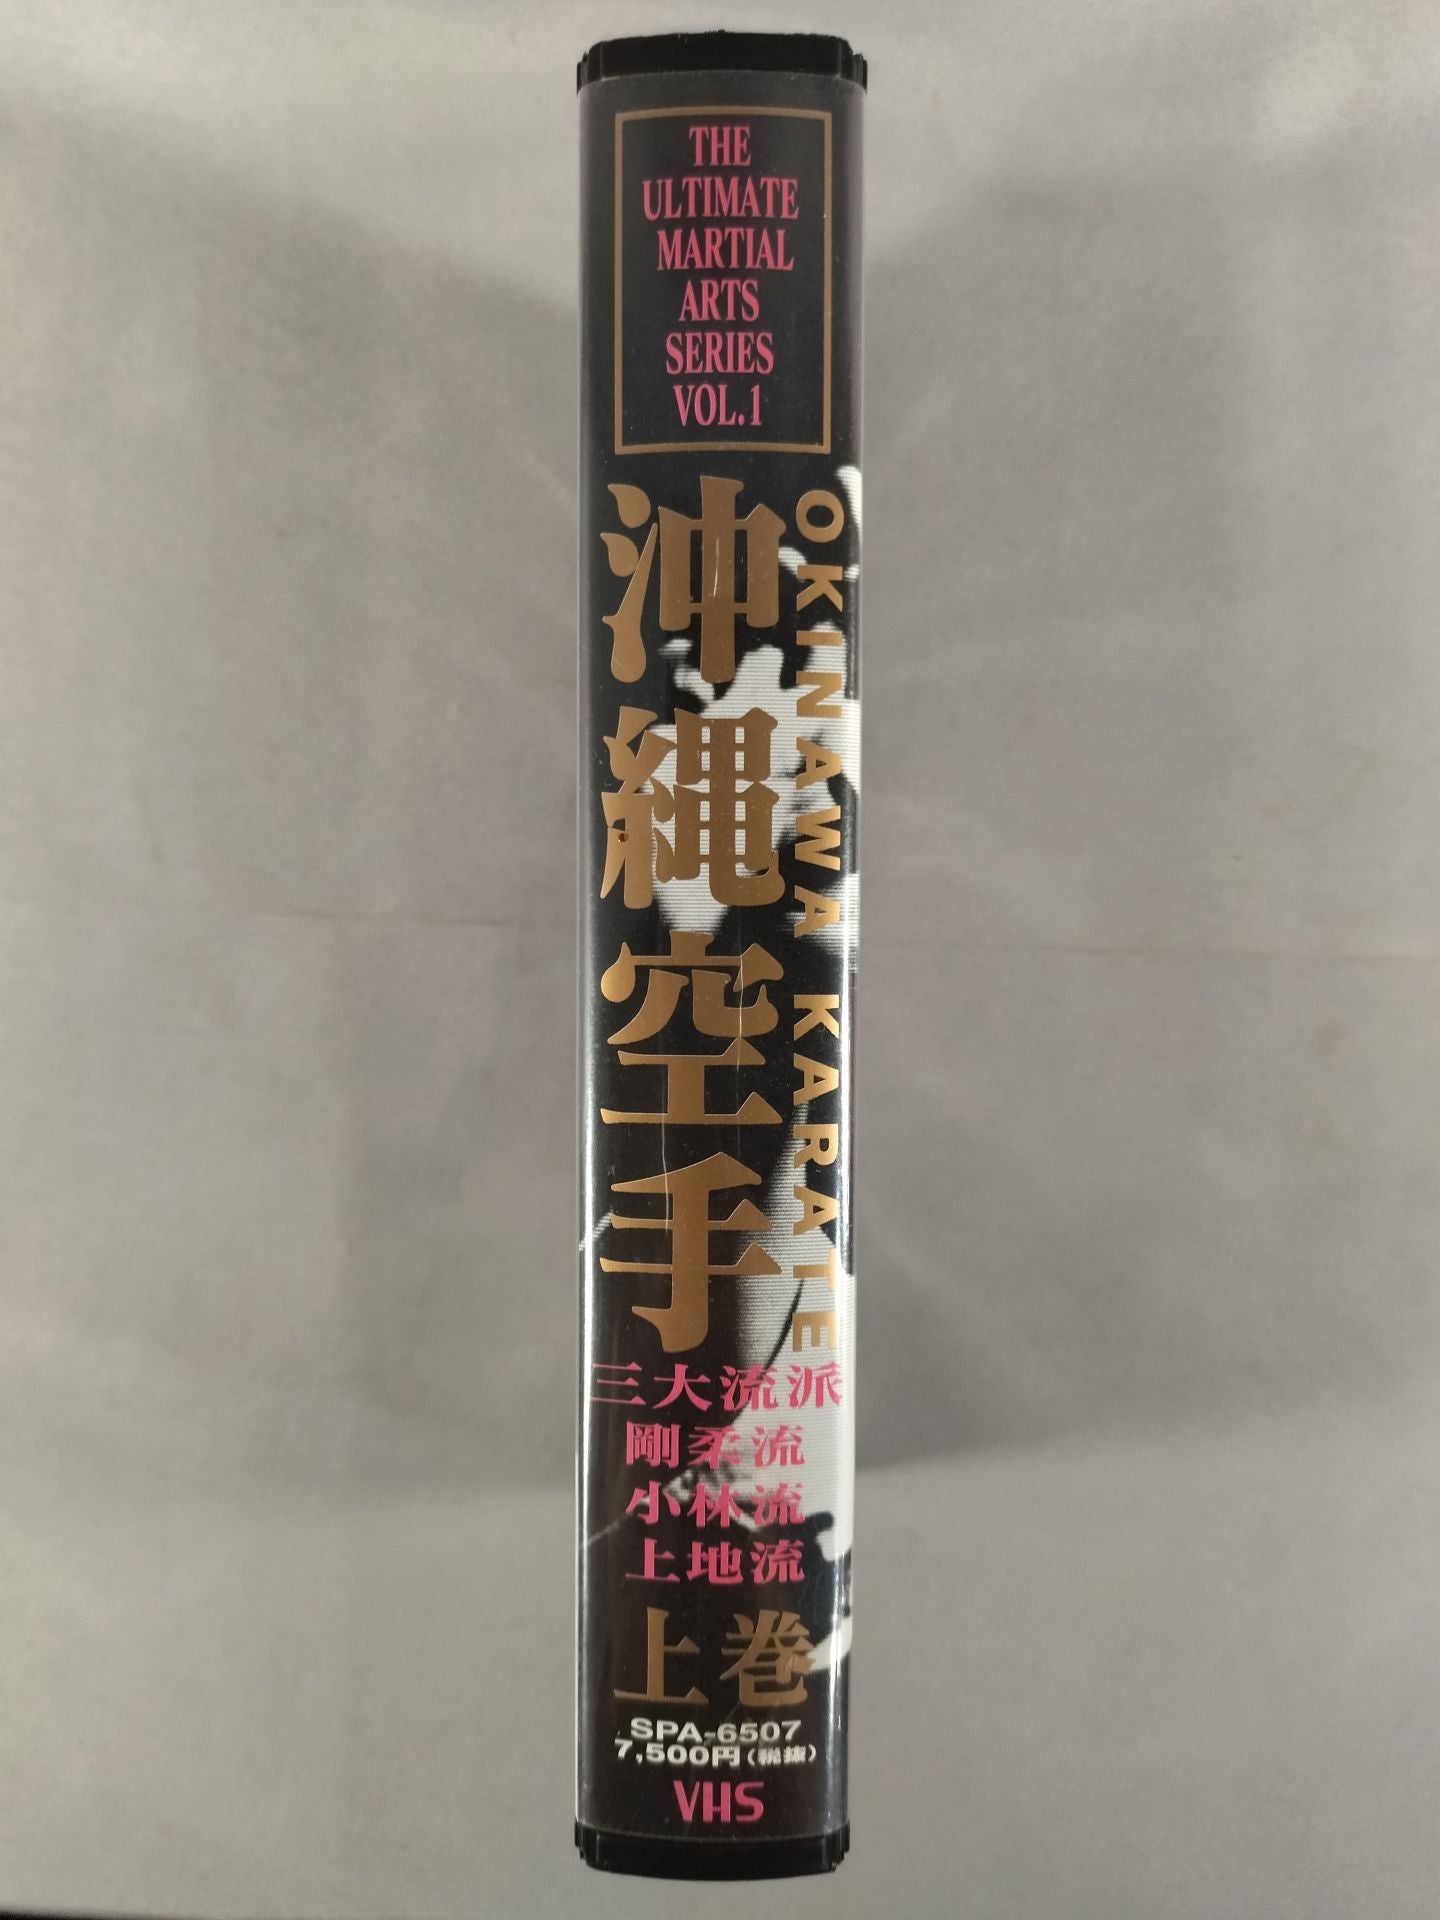 THE
ULTIMATE
MARTIAL
ARTS
SERIES
VOL.1
沖縄空手
OKINAWA KARATE
三大流派
剛柔流
小林流
上地流
上巻
SPA-6507
7,500円(税抜)
VHS